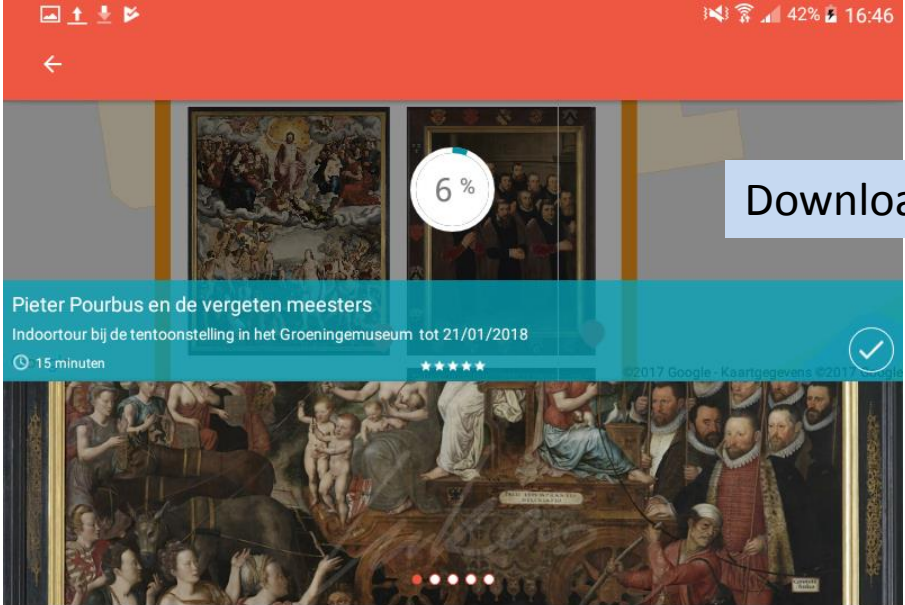 42% 16:46
6 %
Downloa
Pieter Pourbus en de vergeten meesters
Indoortour bij de tentoonstelling in het Groeningemuseum tot 21/01/2018
15 minuten
©2017 Google - Kaartgegevens ©2017 Google